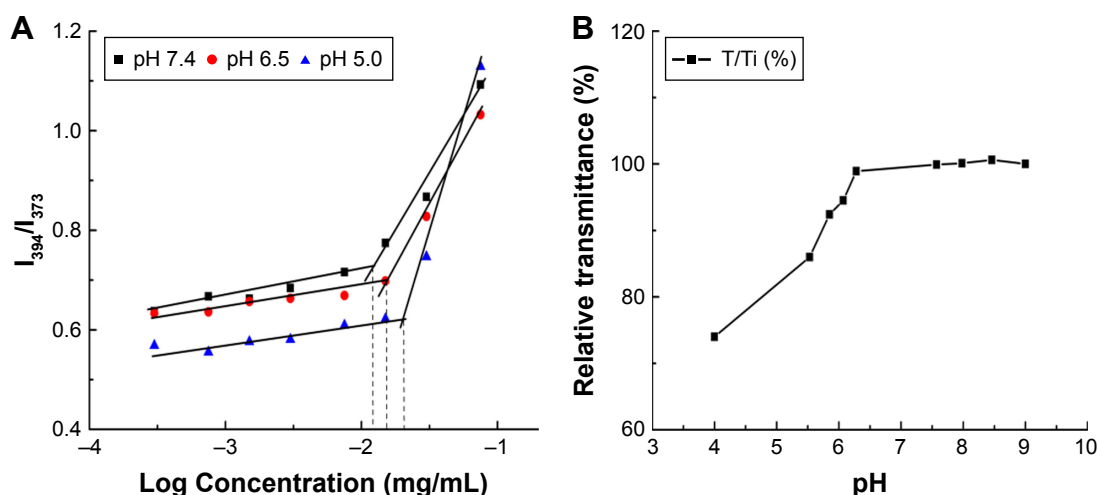 A
pH 7.4 pH 6.5 pH 5.0
1.2
1.0
0.8
0.6
0.4
I394/I373
–4 –3 –2 –1
Log Concentration (mg/mL)
B
T/Ti (%)
120
100
80
60
Relative transmittance (%)
3 4 5 6 7 8 9 10
pH